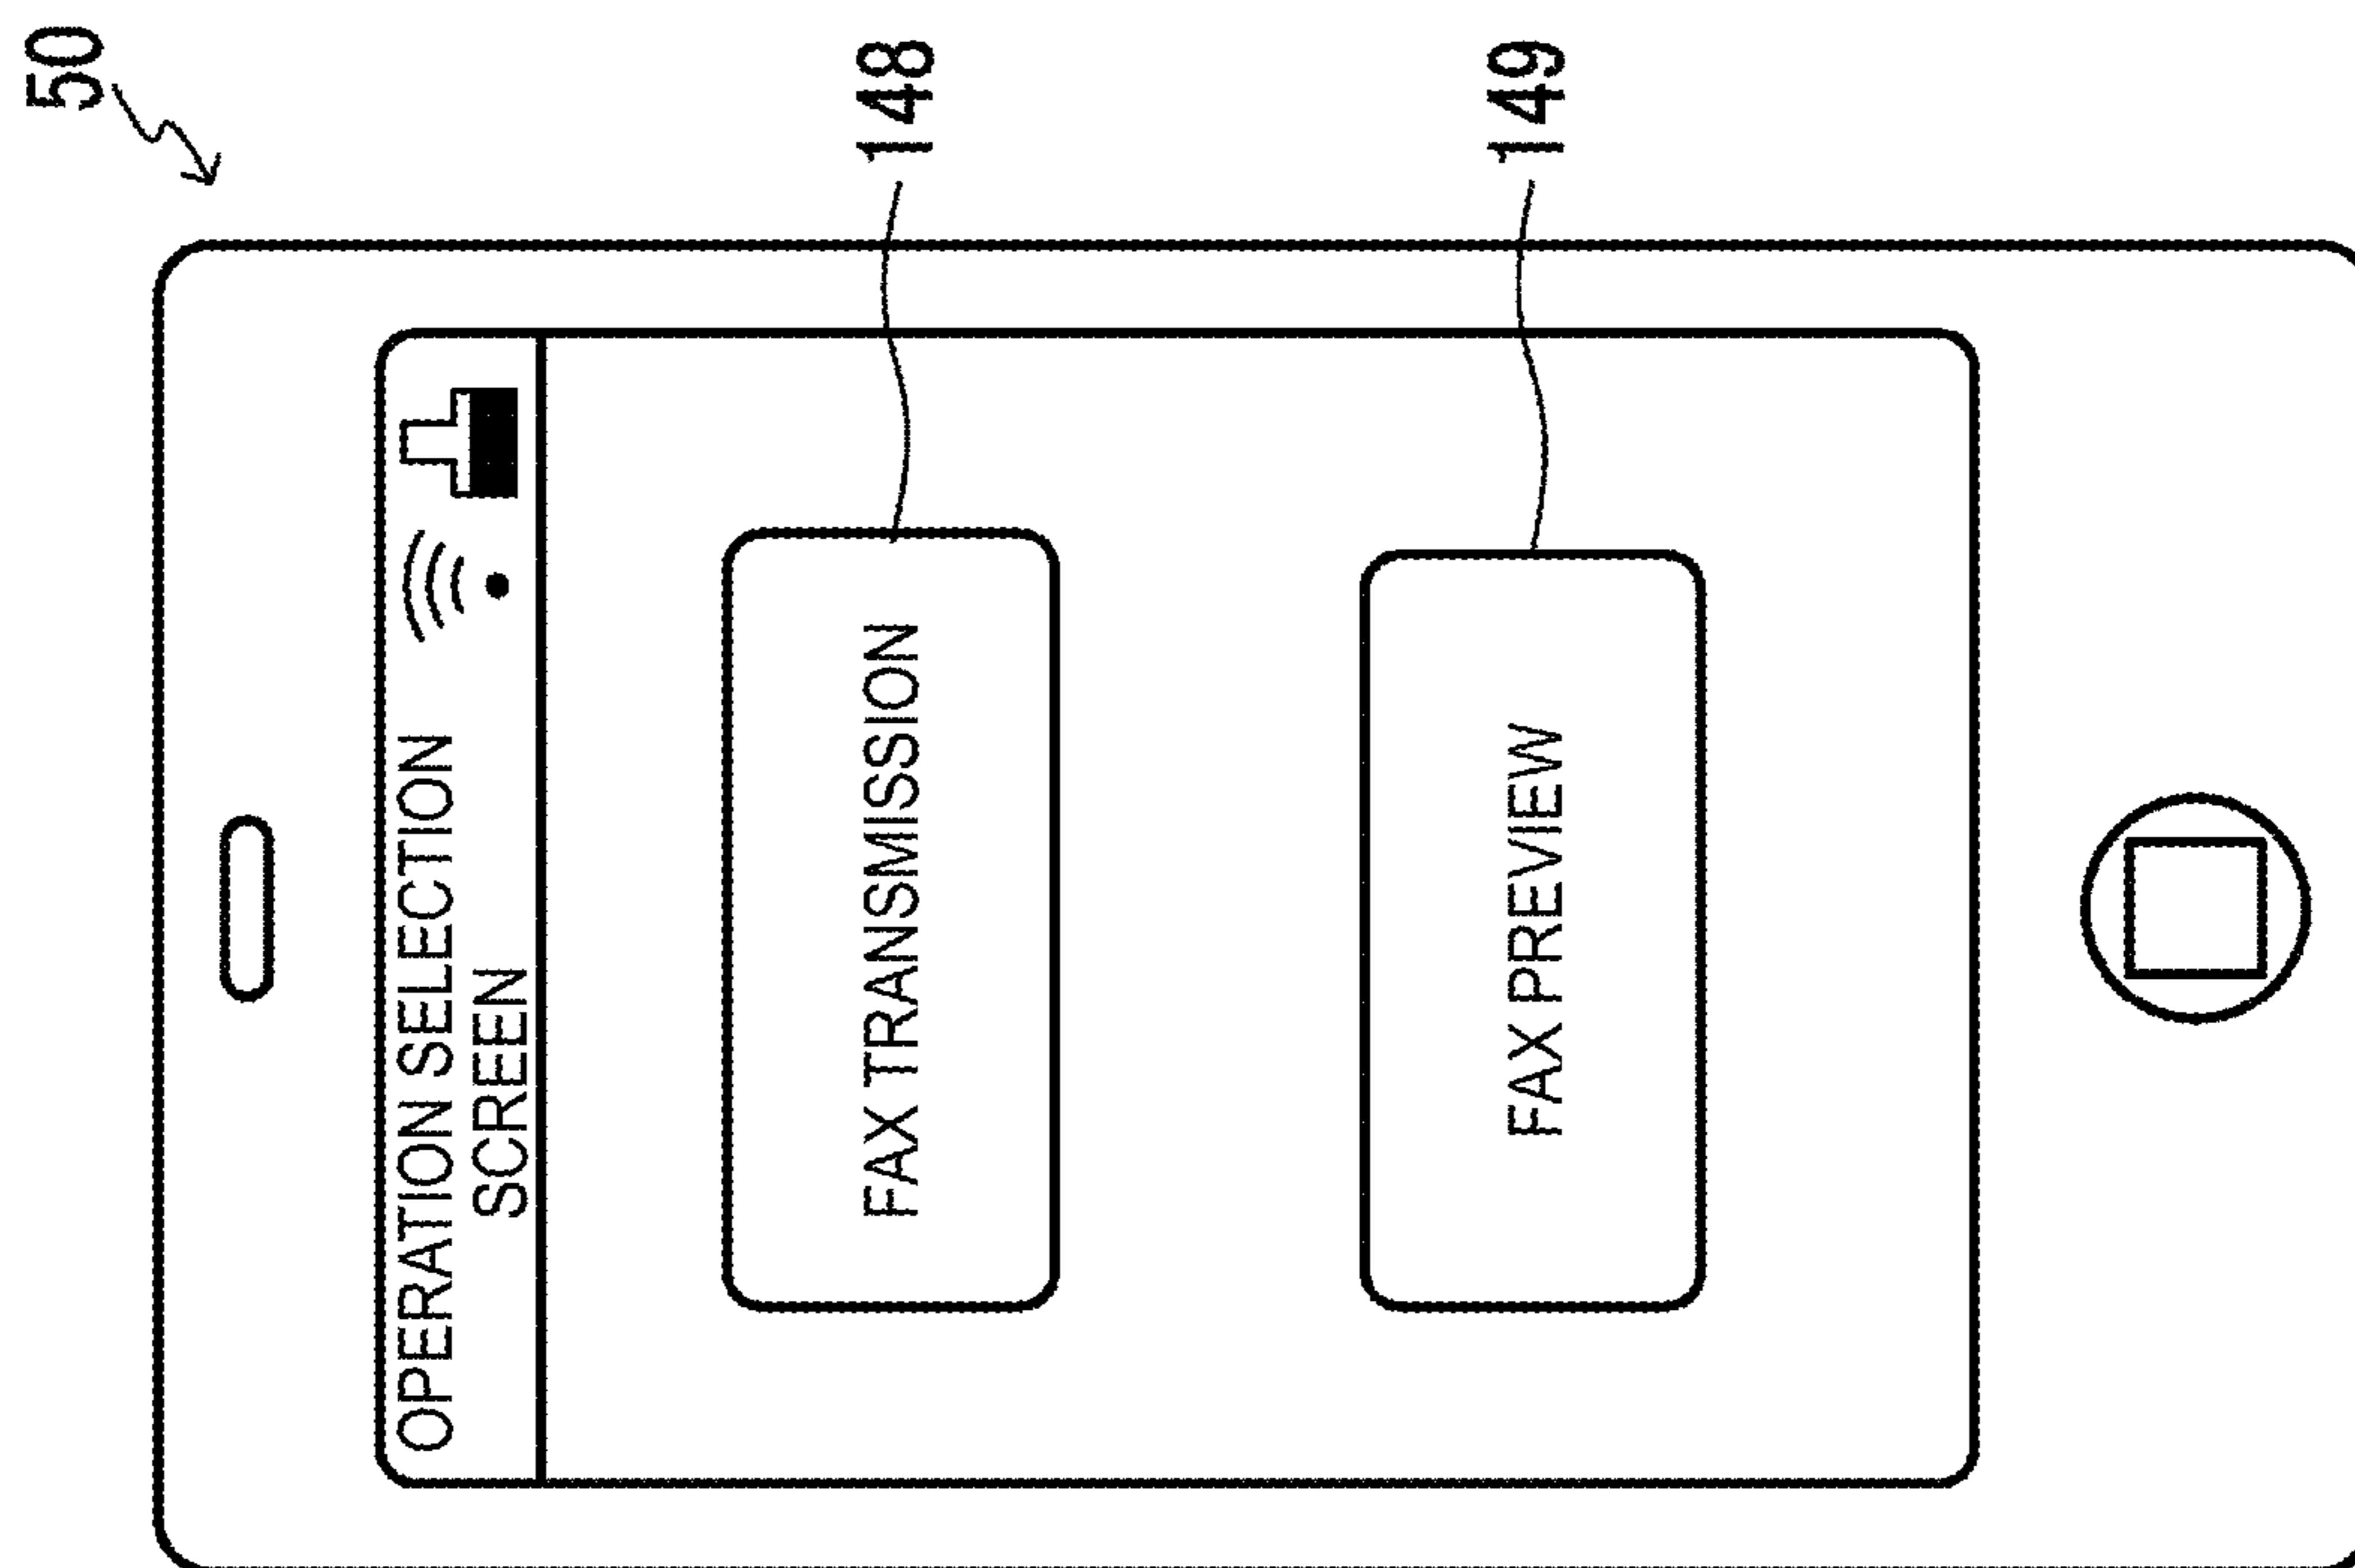 50
OPERATION SELECTION
SCREEN
FAX TRANSMISSION
148
FAX PREVIEW
149